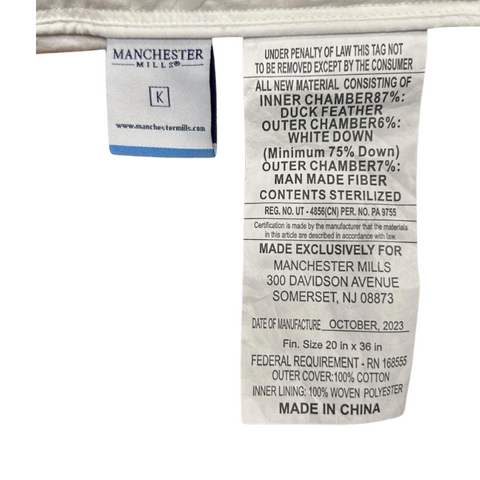 MANCHESTER
MILLS®
K
www.manchestermills.com
UNDER PENALTY OF LAW THIS TAG NOT
TO BE REMOVED EXCEPT BY THE CONSUMER
ALL NEW MATERIAL CONSISTING OF
INNER CHAMBER87%:
DUCK FEATHER
OUTER CHAMBER6%:
WHITE DOWN
(Minimum 75% Down)
OUTER CHAMBER7%:
MAN MADE FIBER
CONTENTS STERILIZED
REG. NO. UT - 4856(CN) PER. NO. PA 9755
Certification is made by the manufacturer that the materials
in this article are described in accordance with law.
MADE EXCLUSIVELY FOR
MANCHESTER MILLS
300 DAVIDSON AVENUE
SOMERSET, NJ 08873
DATE OF MANUFACTURE OCTOBER, 2023
Fin. Size 20 in x 36 in
FEDERAL REQUIREMENT - RN 168555
OUTER COVER:100% COTTON
INNER LINING: 100% WOVEN POLYESTER
MADE IN CHINA